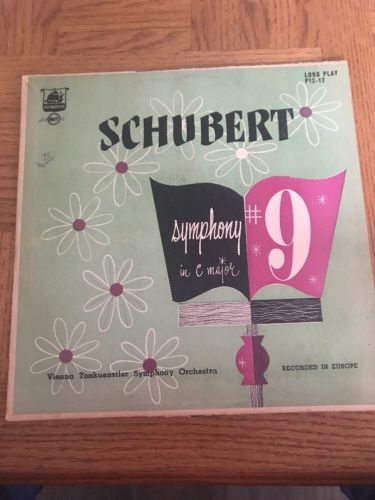 LONG PLAY
P12-17
SCHUBERT
symphony #9
in C major
Vienna Tonkuenstler Symphony Orchestra
RECORDED IN EUROPE